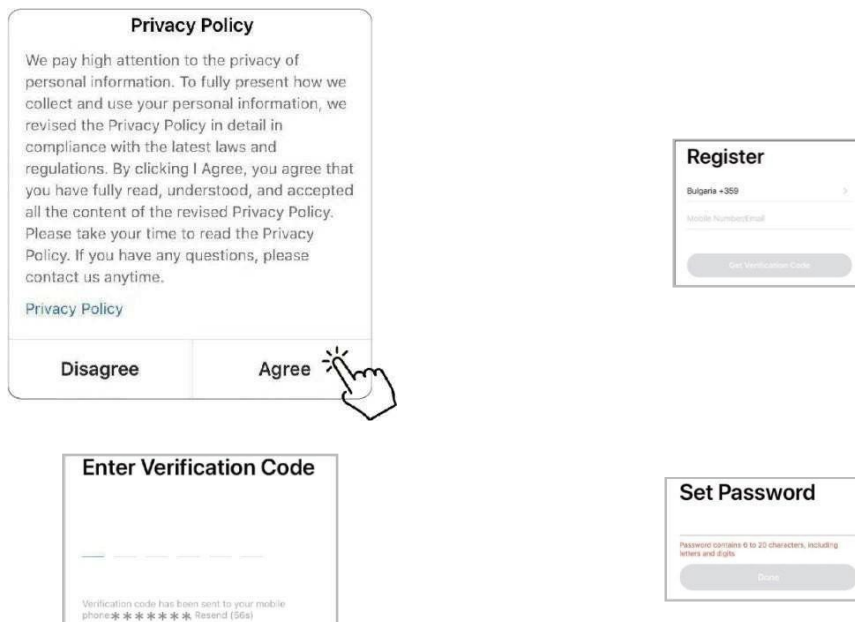 Privacy Policy
We pay high attention to the privacy of
personal information. To fully present how we
collect and use your personal information, we
revised the Privacy Policy in detail in
compliance with the latest laws and
regulations. By clicking I Agree, you agree that
you have fully read, understood, and accepted
all the content of the revised Privacy Policy.
Please take your time to read the Privacy
Policy. If you have any questions, please
contact us anytime.
Privacy Policy
Disagree
Agree
Register
Bulgaria +359
Mobile Number/Email
Get Verification Code
Enter Verification Code
Verification code has been sent to your mobile
phone:******* Resend (56s)
Set Password
Password contains 6 to 20 characters, including
letters and digits
Done